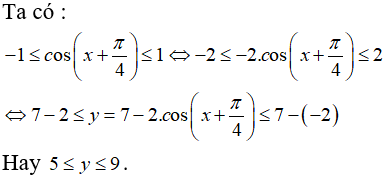 Ta có :
−1 ≤ cos(x + π/4) ≤ 1 ⇔ −2 ≤ −2.cos(x + π/4) ≤ 2
⇔ 7 − 2 ≤ y = 7 − 2.cos(x + π/4) ≤ 7 − (−2)
Hay 5 ≤ y ≤ 9.